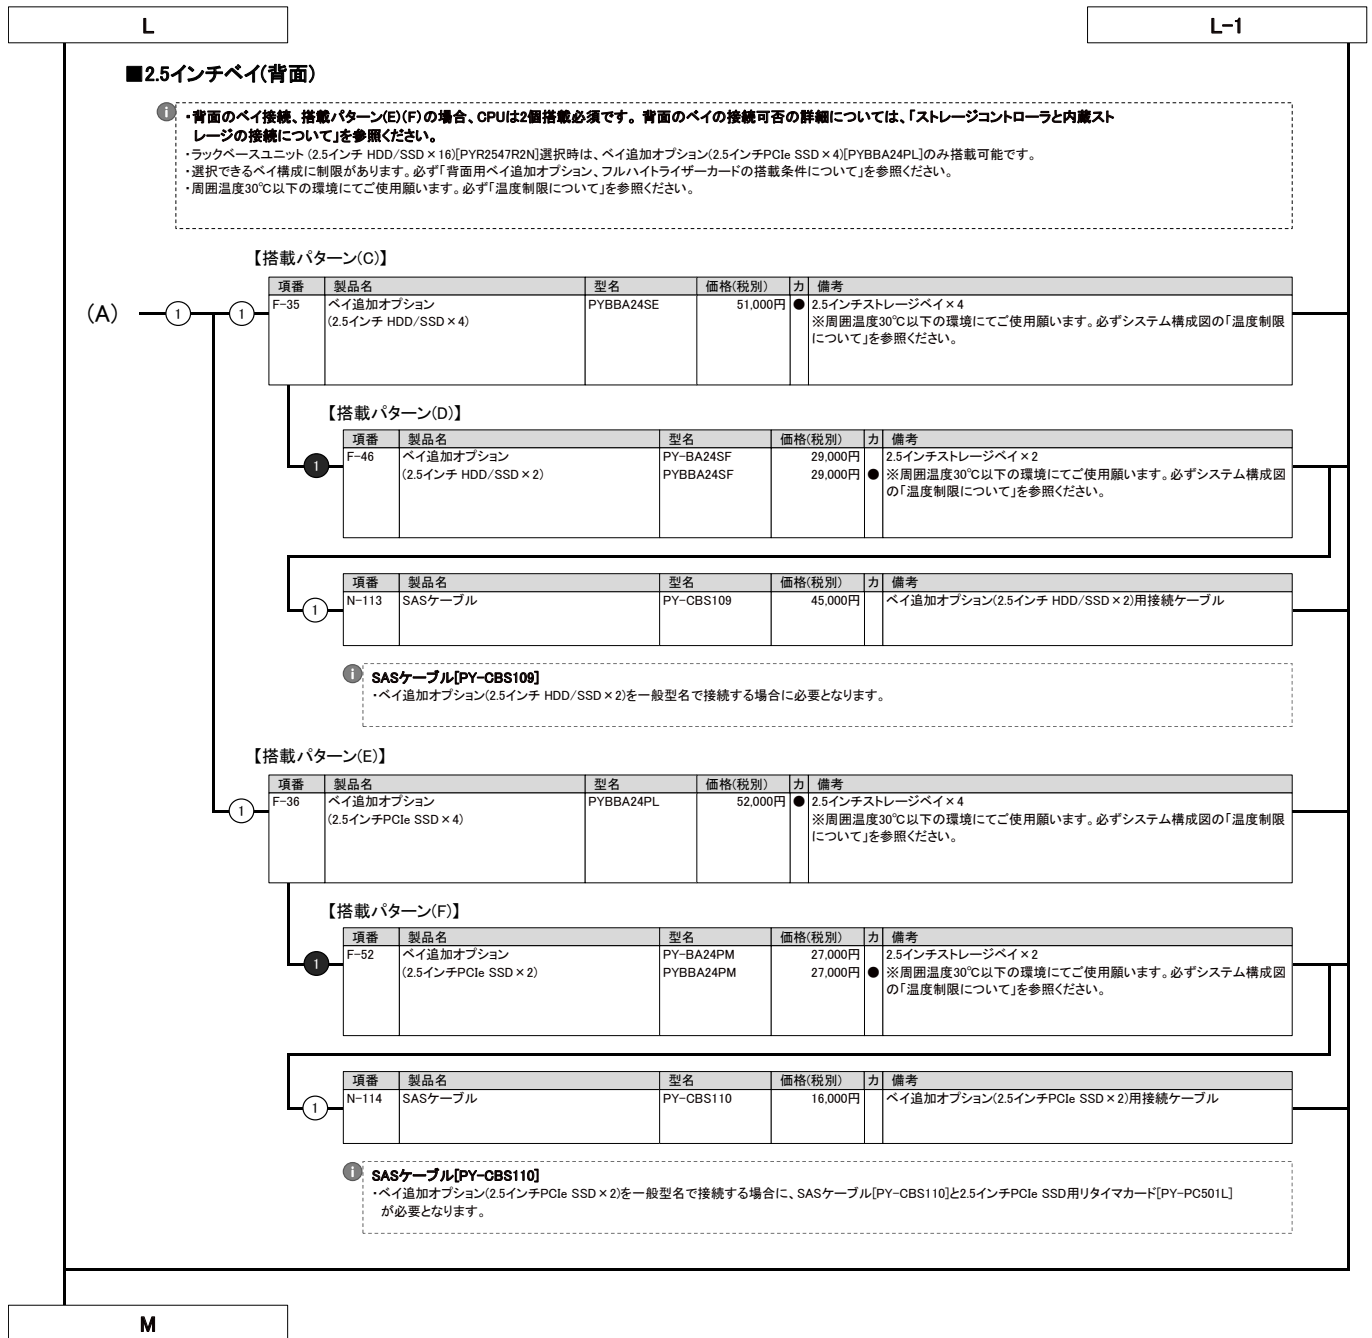 L
L-1
■2.5インチベイ(背面)
・背面のベイ接続、搭載パターン(E)(F)の場合、CPUは2個搭載必須です。背面のベイの接続可否の詳細については、「ストレージコントローラと内蔵スト
レージの接続について」を参照ください。
・ラックベースユニット (2.5インチ HDD/SSD×16)[PYR2547R2N]選択時は、ベイ追加オプション(2.5インチPCIe SSD×4)[PYBBA24PL]のみ搭載可能です。
・選択できるベイ構成に制限があります。必ず「背面用ベイ追加オプション、フルハイトライザーカードの搭載条件について」を参照ください。
・周囲温度30℃以下の環境にてご使用願います。必ず「温度制限について」を参照ください。
【搭載パターン(C)】
項番 製品名 型名 価格(税別) カ 備考
(A) 1 1 F-35 ベイ追加オプション PYBBA24SE 51,000円 ● 2.5インチストレージベイ×4
(2.5インチ HDD/SSD×4) ※周囲温度30℃以下の環境にてご使用願います。必ずシステム構成図の「温度制限
について」を参照ください。
【搭載パターン(D)】
項番 製品名 型名 価格(税別) カ 備考
1 F-46 ベイ追加オプション PY-BA24SF 29,000円 2.5インチストレージベイ×2
(2.5インチ HDD/SSD×2) PYBBA24SF 29,000円 ● ※周囲温度30℃以下の環境にてご使用願います。必ずシステム構成図
の「温度制限について」を参照ください。
項番 製品名 型名 価格(税別) カ 備考
1 N-113 SASケーブル PY-CBS109 45,000円 ベイ追加オプション(2.5インチ HDD/SSD×2)用接続ケーブル
SASケーブル[PY-CBS109]
・ベイ追加オプション(2.5インチ HDD/SSD×2)を一般型名で接続する場合に必要となります。
【搭載パターン(E)】
項番 製品名 型名 価格(税別) カ 備考
1 F-36 ベイ追加オプション PYBBA24PL 52,000円 ● 2.5インチストレージベイ×4
(2.5インチPCIe SSD×4) ※周囲温度30℃以下の環境にてご使用願います。必ずシステム構成図の「温度制限
について」を参照ください。
【搭載パターン(F)】
項番 製品名 型名 価格(税別) カ 備考
1 F-52 ベイ追加オプション PY-BA24PM 27,000円 2.5インチストレージベイ×2
(2.5インチPCIe SSD×2) PYBBA24PM 27,000円 ● ※周囲温度30℃以下の環境にてご使用願います。必ずシステム構成図
の「温度制限について」を参照ください。
項番 製品名 型名 価格(税別) カ 備考
1 N-114 SASケーブル PY-CBS110 16,000円 ベイ追加オプション(2.5インチPCIe SSD×2)用接続ケーブル
SASケーブル[PY-CBS110]
・ベイ追加オプション(2.5インチPCIe SSD×2)を一般型名で接続する場合に、SASケーブル[PY-CBS110]と2.5インチPCIe SSD用リタイマカード[PY-PC501L]
が必要となります。
M